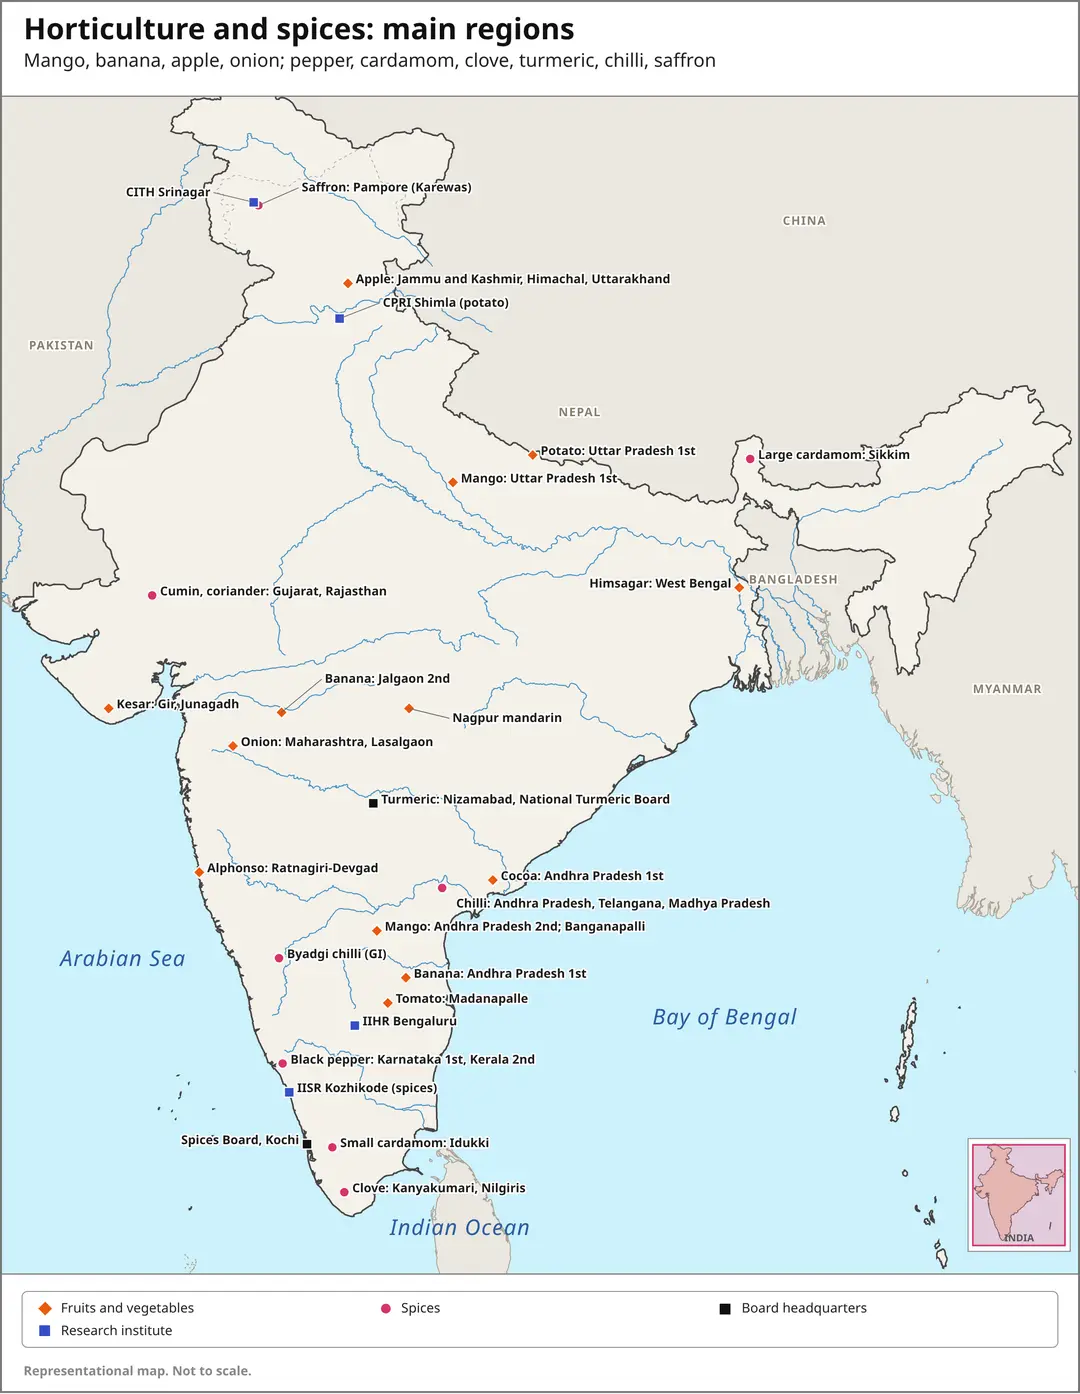 Horticulture and spices: main regions
Mango, banana, apple, onion; pepper, cardamom, clove, turmeric, chilli, saffron
CITH Srinagar
Saffron: Pampore (Karewas)
CHINA
Apple: Jammu and Kashmir, Himachal, Uttarakhand
CPRI Shimla (potato)
PAKISTAN
NEPAL
Potato: Uttar Pradesh 1st
Large cardamom: Sikkim
Mango: Uttar Pradesh 1st
Himsagar: West Bengal
BANGLADESH
Cumin, coriander: Gujarat, Rajasthan
Banana: Jalgaon 2nd
MYANMAR
Kesar: Gir, Junagadh
Nagpur mandarin
Onion: Maharashtra, Lasalgaon
Turmeric: Nizamabad, National Turmeric Board
Alphonso: Ratnagiri-Devgad
Cocoa: Andhra Pradesh 1st
Chilli: Andhra Pradesh, Telangana, Madhya Pradesh
Mango: Andhra Pradesh 2nd; Banganapalli
Arabian Sea
Byadgi chilli (GI)
Banana: Andhra Pradesh 1st
Tomato: Madanapalle
Bay of Bengal
IIHR Bengaluru
Black pepper: Karnataka 1st, Kerala 2nd
IISR Kozhikode (spices)
Spices Board, Kochi
Small cardamom: Idukki
Clove: Kanyakumari, Nilgiris
Indian Ocean
INDIA
Fruits and vegetables
Spices
Board headquarters
Research institute
Representational map. Not to scale.